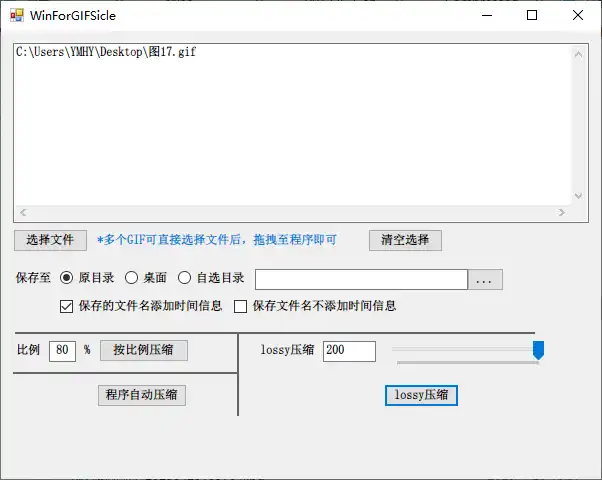 WinForGIFSicle
C:\Users\YMHY\Desktop\图17.gif
选择文件 *多个GIF可直接选择文件后，拖拽至程序即可 清空选择
保存至 原目录 桌面 自选目录 ...
保存的文件名添加时间信息 保存文件名不添加时间信息
比例 80 % 按比例压缩 lossy压缩 200
程序自动压缩 lossy压缩